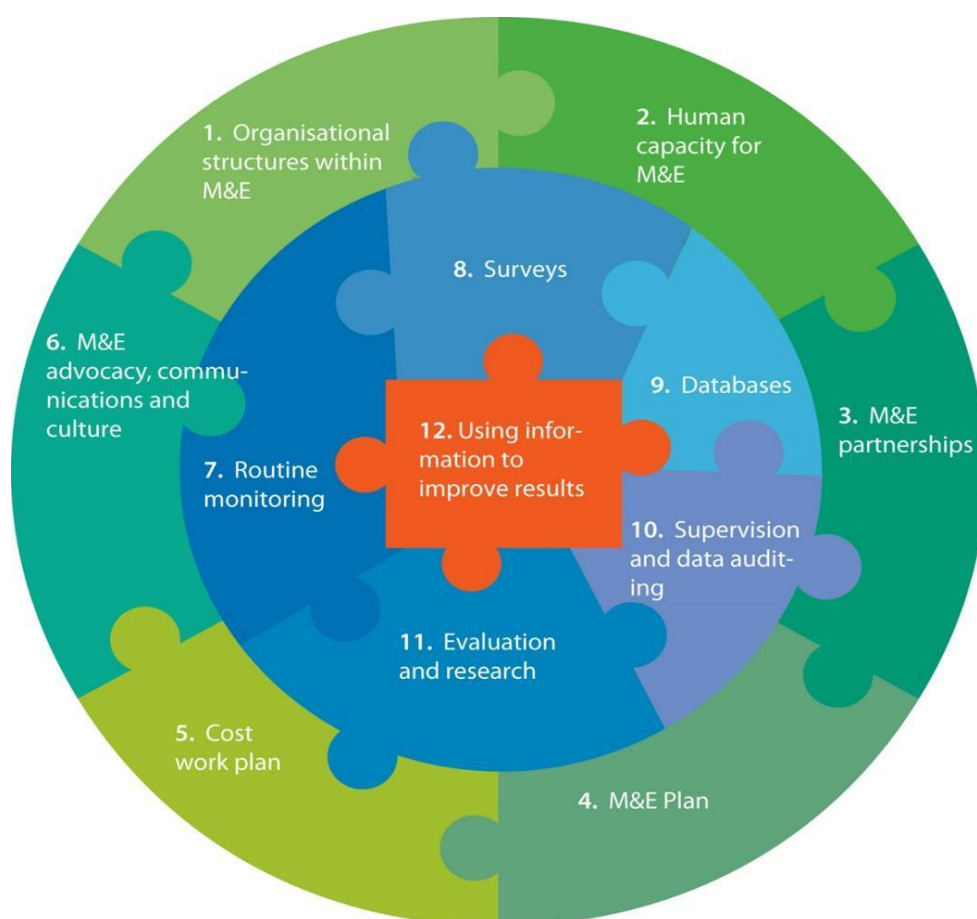 1. Organisational
structures within
M&E
2. Human
capacity for
M&E
3. M&E
partnerships
4. M&E Plan
5. Cost
work plan
6. M&E
advocacy, commu-
nications and
culture
7. Routine
monitoring
8. Surveys
9. Databases
10. Supervision
and data audit-
ing
11. Evaluation
and research
12. Using infor-
mation to
improve results